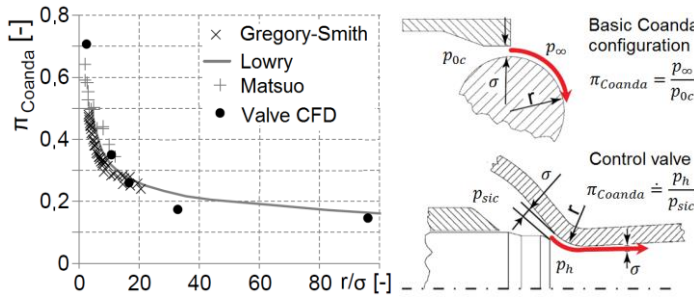 π_Coanda [-]
0.8
0.6
0.4
0.2
0
0
20
40
60
80
r/σ [-]
× Gregory-Smith
Lowry
+ Matsuo
● Valve CFD
Basic Coanda
configuration
p_0c
p_∞
σ
r
π_Coanda = p_∞ / p_0c
Control valve
π_Coanda ≐ p_h / p_sic
p_sic
σ
r
p_h
σ